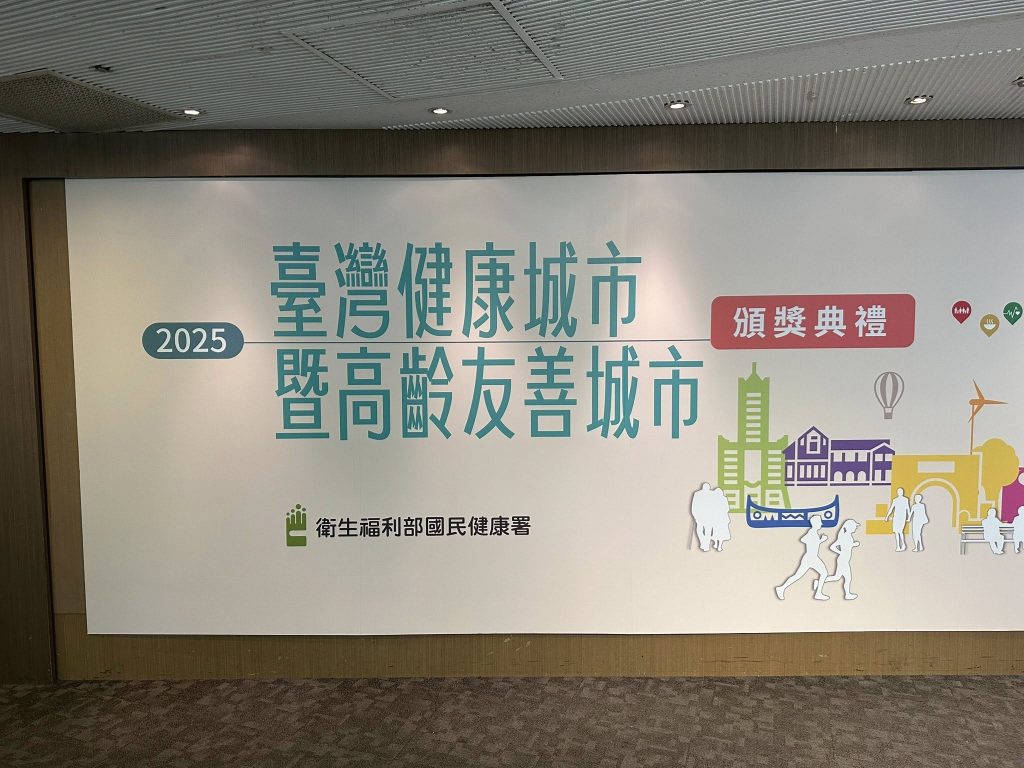 2025
臺灣健康城市
暨高齡友善城市
頒獎典禮
衛生福利部國民健康署